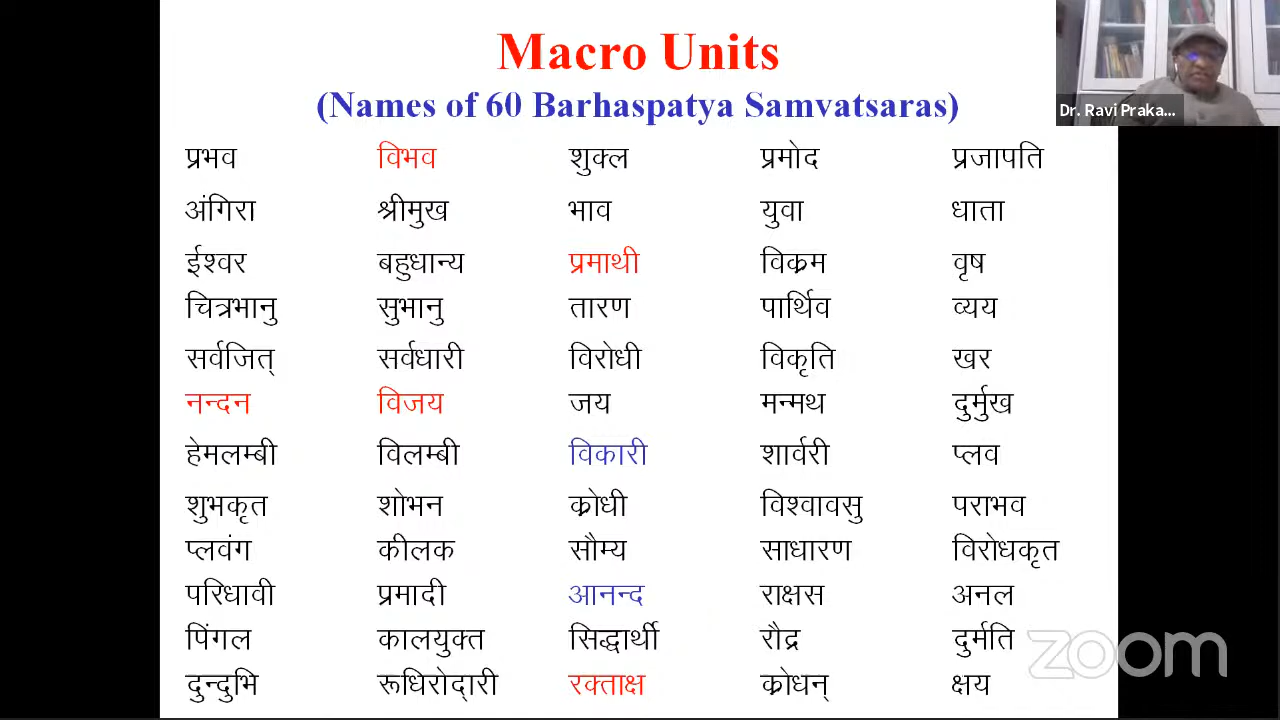 Macro Units
(Names of 60 Barhaspatya Samvatsaras)
Dr. Ravi Praka...
प्रभव विभव शुक्ल प्रमोद प्रजापति
अंगिरा श्रीमुख भाव युवा धाता
ईश्वर बहुधान्य प्रमाथी विक्रम वृष
चित्रभानु सुभानु तारण पार्थिव व्यय
सर्वजित् सर्वधारी विरोधी विकृति खर
नन्दन विजय जय मन्मथ दुर्मुख
हेमलम्बी विलम्बी विकारी शार्वरी प्लव
शुभकृत शोभन क्रोधी विश्वावसु पराभव
प्लवंग कीलक सौम्य साधारण विरोधकृत
परिधावी प्रमादी आनन्द राक्षस अनल
पिंगल कालयुक्त सिद्धार्थी रौद्र दुर्मति
दुन्दुभि रूधिरोद्गारी रक्ताक्ष क्रोधन् क्षय
zoom